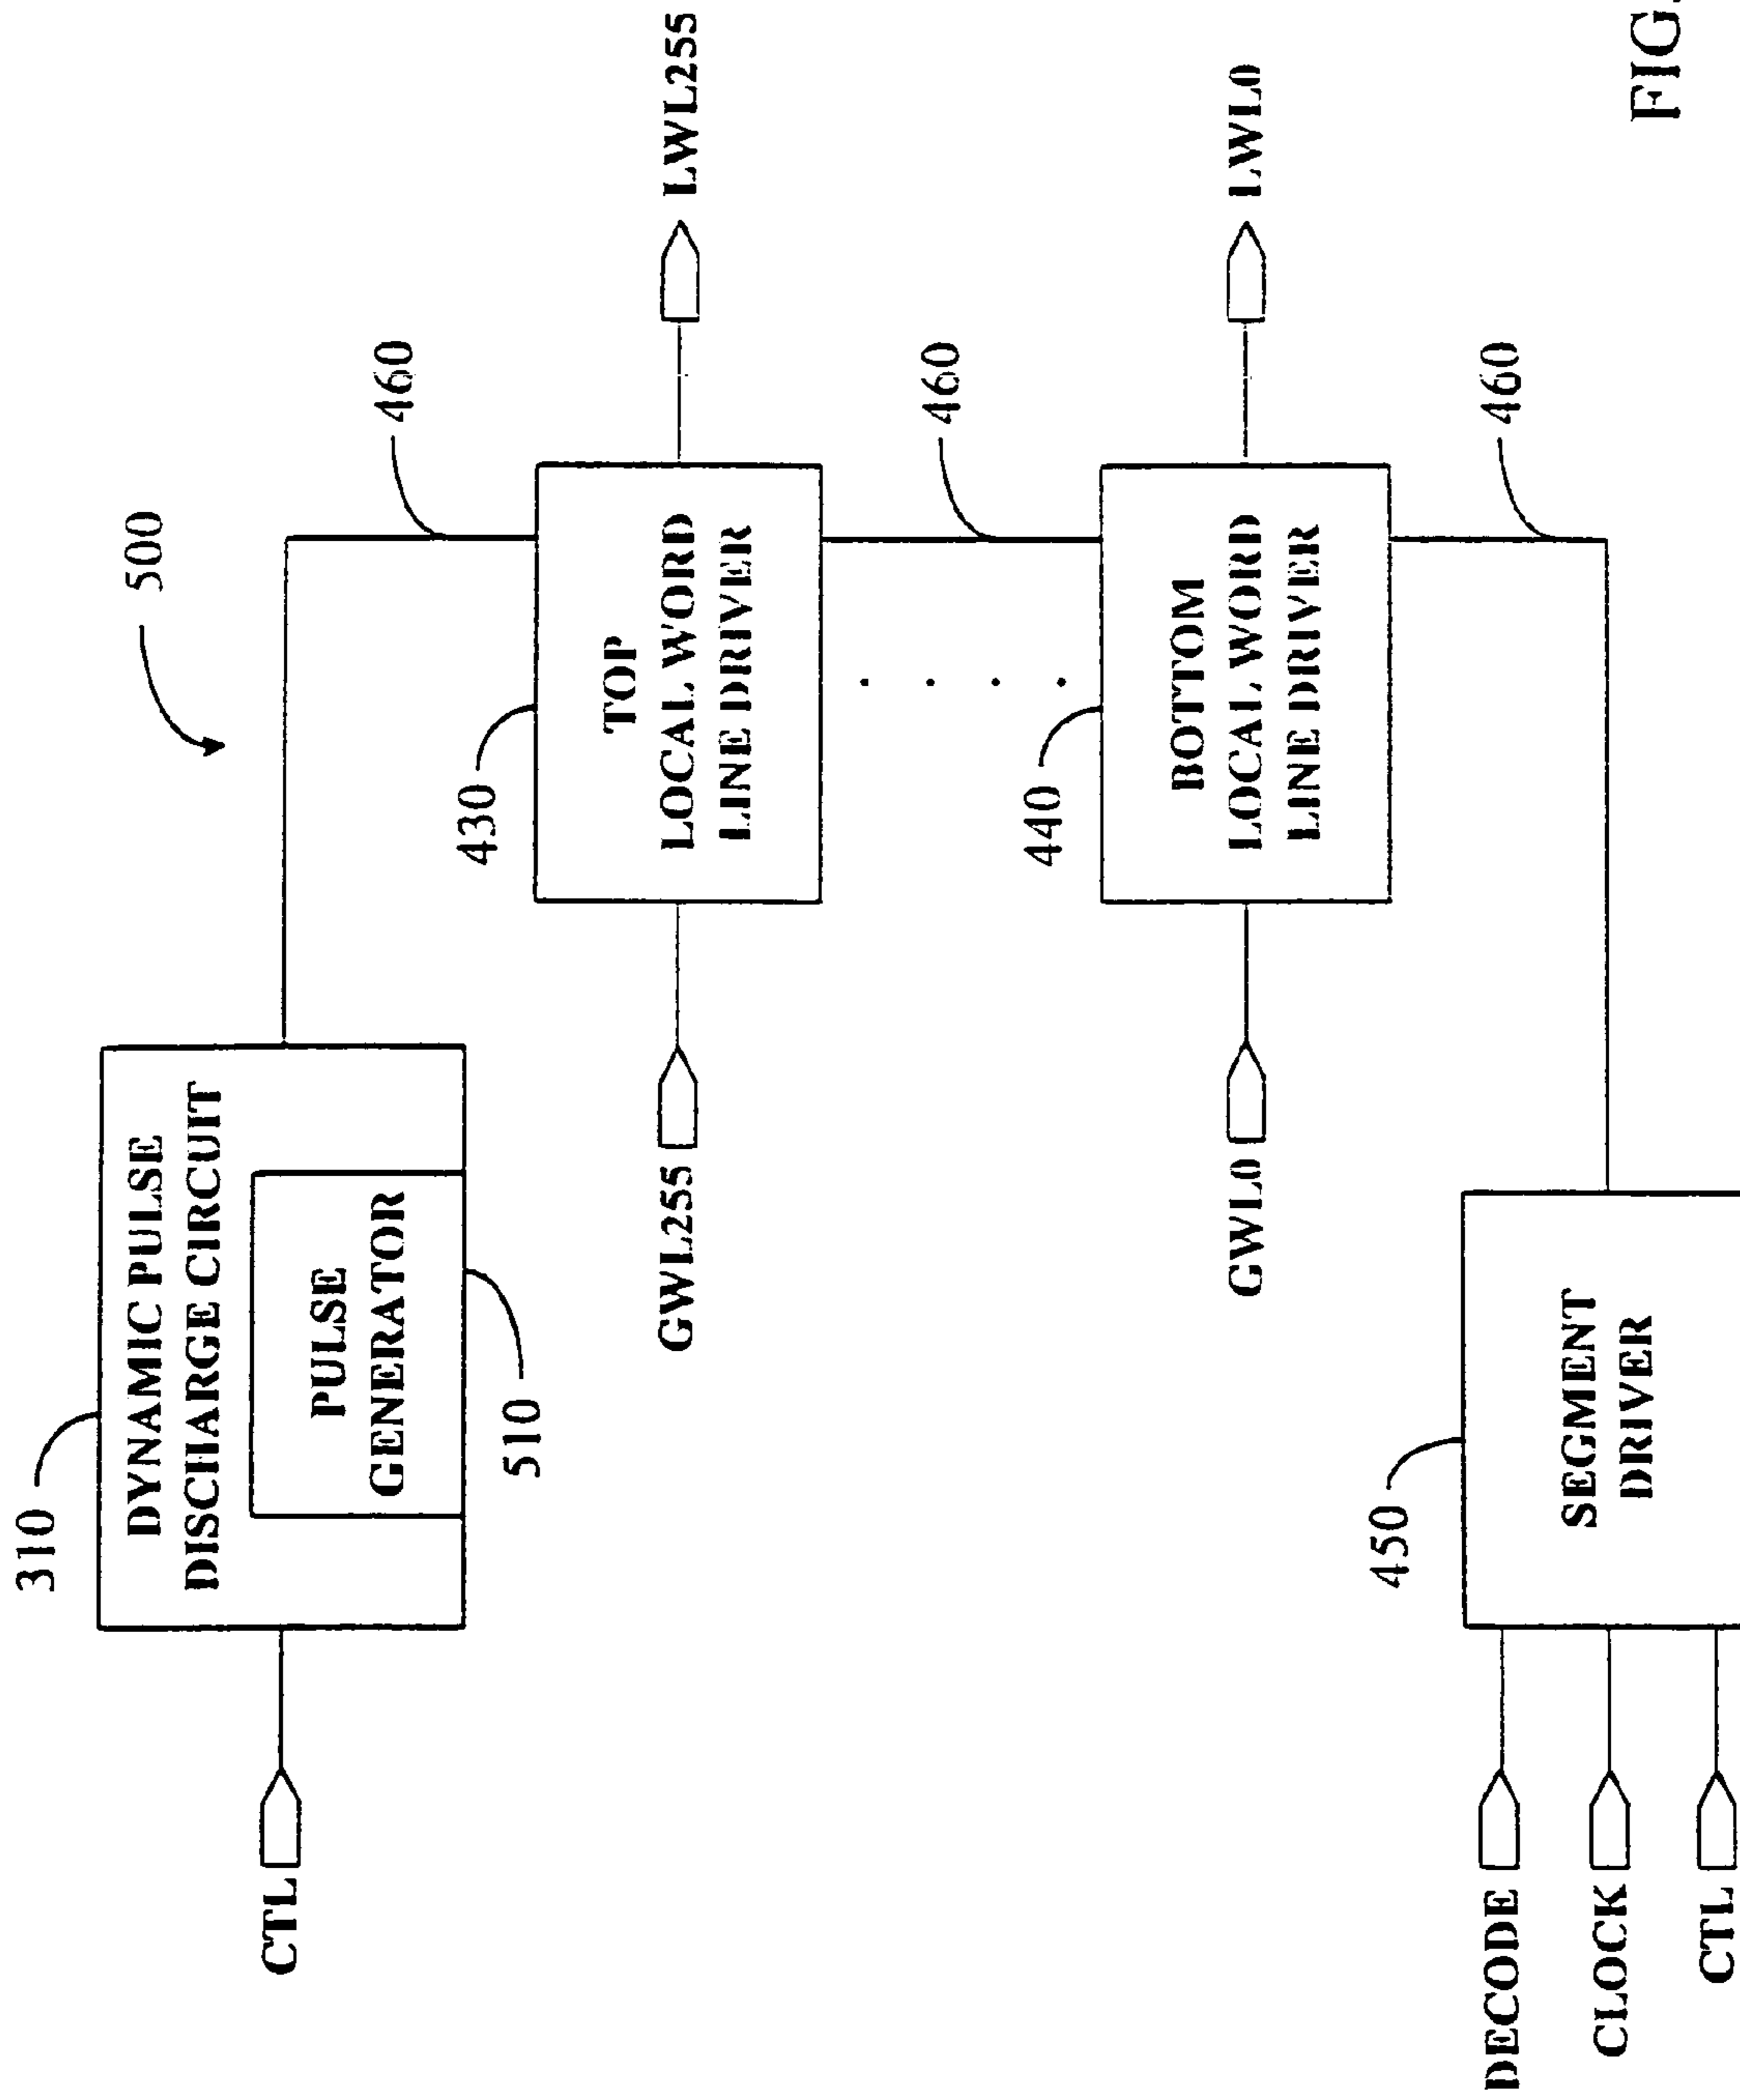 500
310
DYNAMIC PULSE
DISCHARGE CIRCUIT
PULSE
GENERATOR
510
CTL
460
430
TOP
LOCAL WORD
LINE DRIVER
GWL255
LWL255
460
440
BOTTOM
LOCAL WORD
LINE DRIVER
GWL0
LWL0
460
450
SEGMENT
DRIVER
DECODE
CLOCK
CTL
FIG.